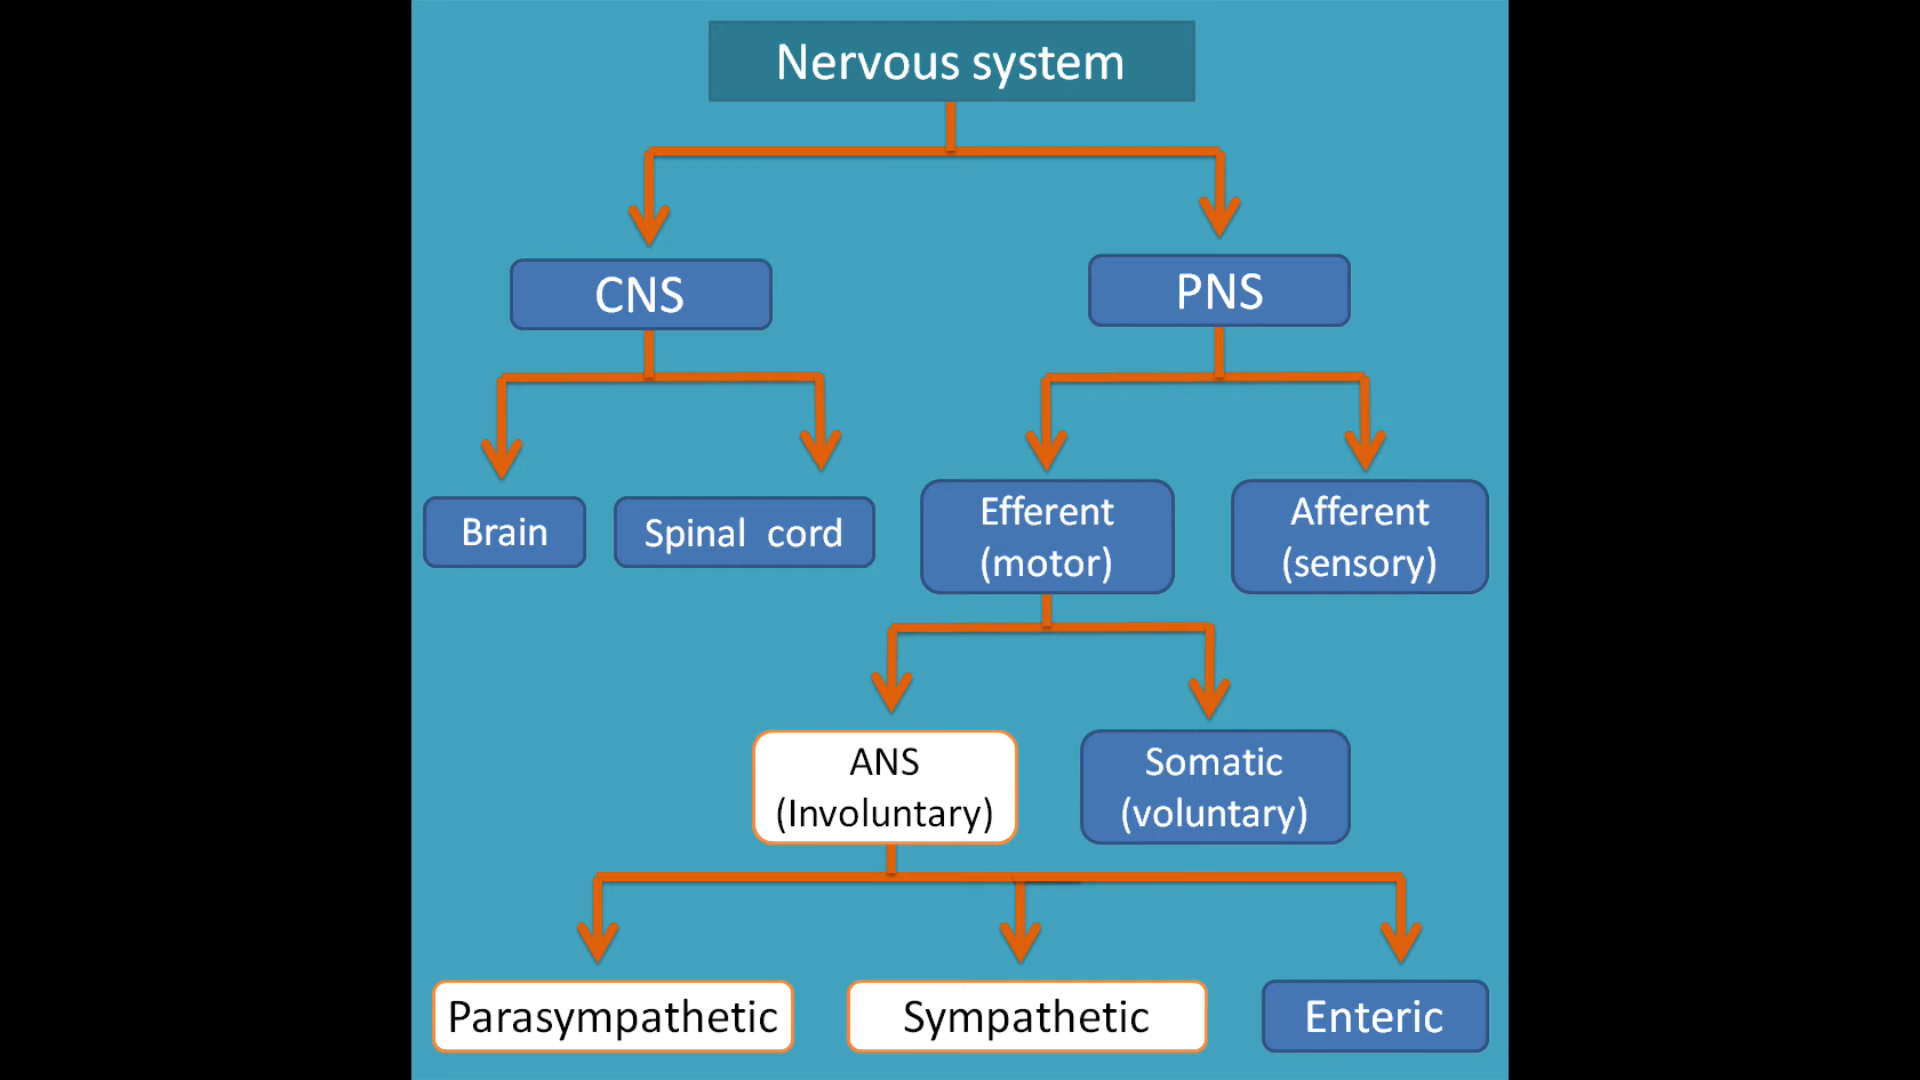 Nervous system
CNS
PNS
Brain
Spinal cord
Efferent
(motor)
Afferent
(sensory)
ANS
(Involuntary)
Somatic
(voluntary)
Parasympathetic
Sympathetic
Enteric